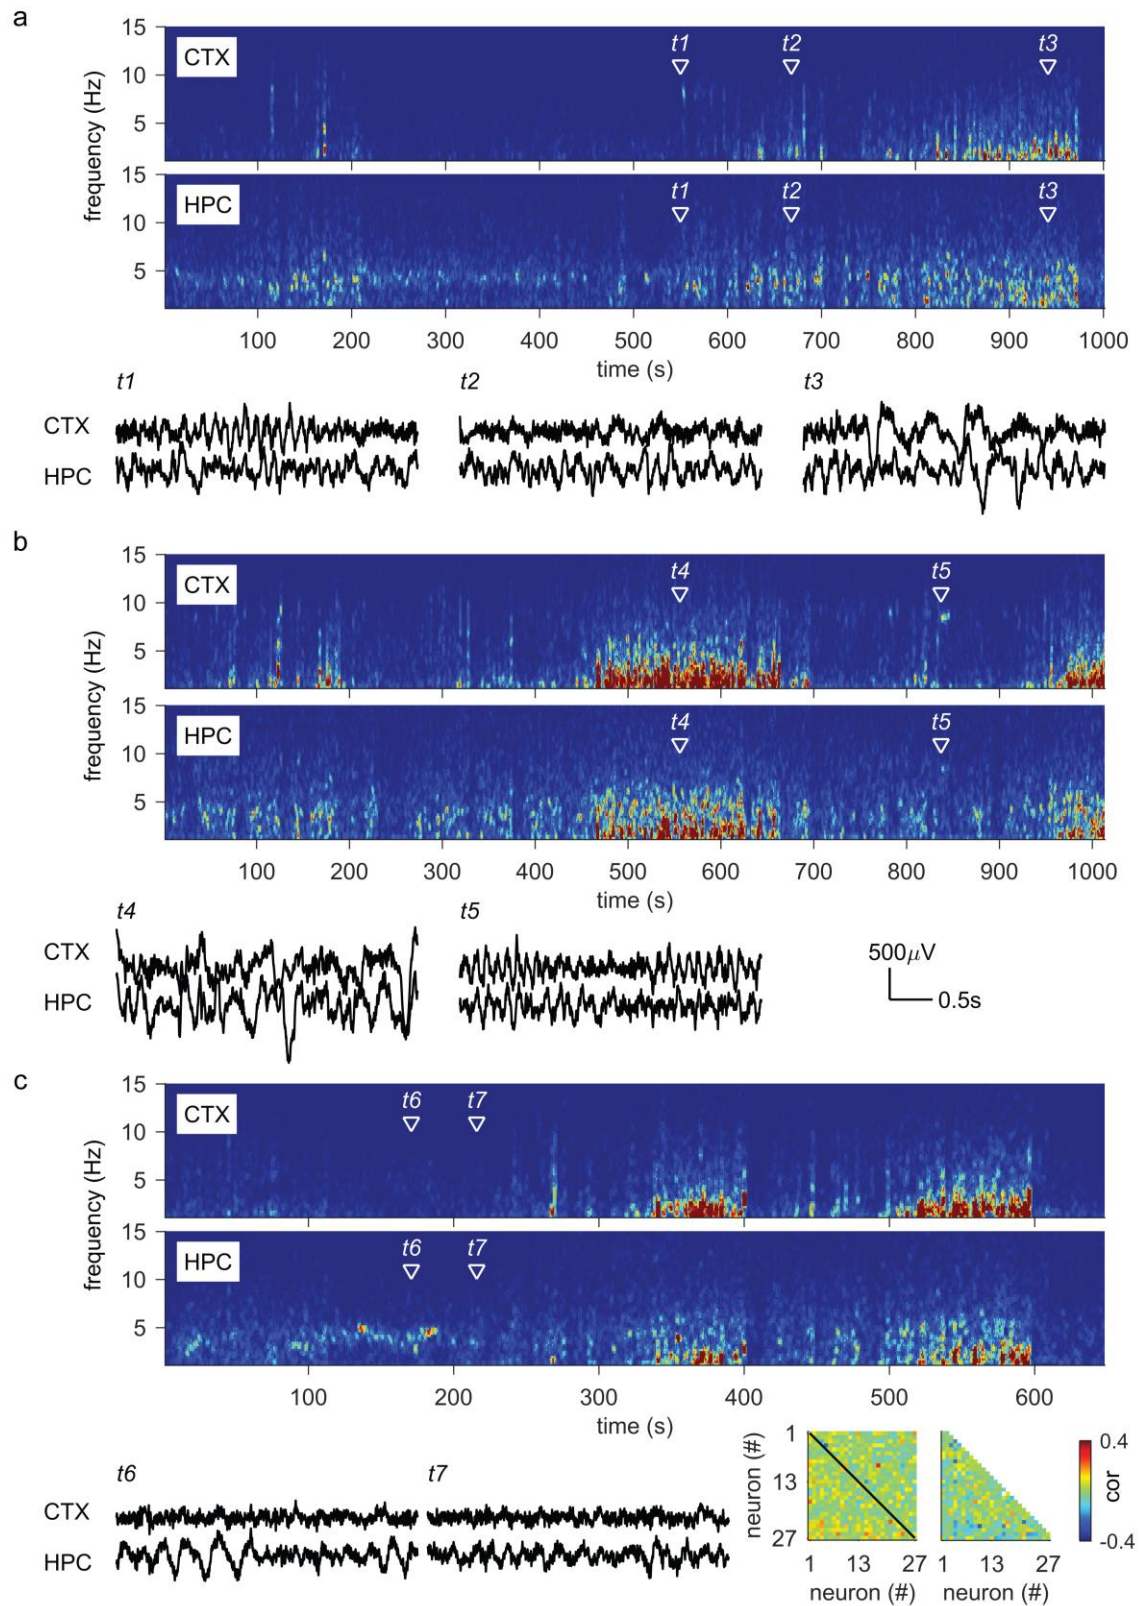 a
15
CTX
t1
t2
t3
10
5
frequency (Hz)
15
HPC
t1
t2
t3
10
5
100 200 300 400 500 600 700 800 900 1000
time (s)
t1 t2 t3
CTX
HPC
b
15
CTX
t4
t5
10
5
frequency (Hz)
15
HPC
t4
t5
10
5
100 200 300 400 500 600 700 800 900 1000
time (s)
t4 t5
CTX
HPC
500μV
0.5s
c
15
CTX
t6
t7
10
5
frequency (Hz)
15
HPC
t6
t7
10
5
100 200 300 400 500 600
time (s)
t6 t7
CTX
HPC
neuron (#)
1
13
27
1 13 27
neuron (#)
1 13 27
neuron (#)
0.4
cor
-0.4